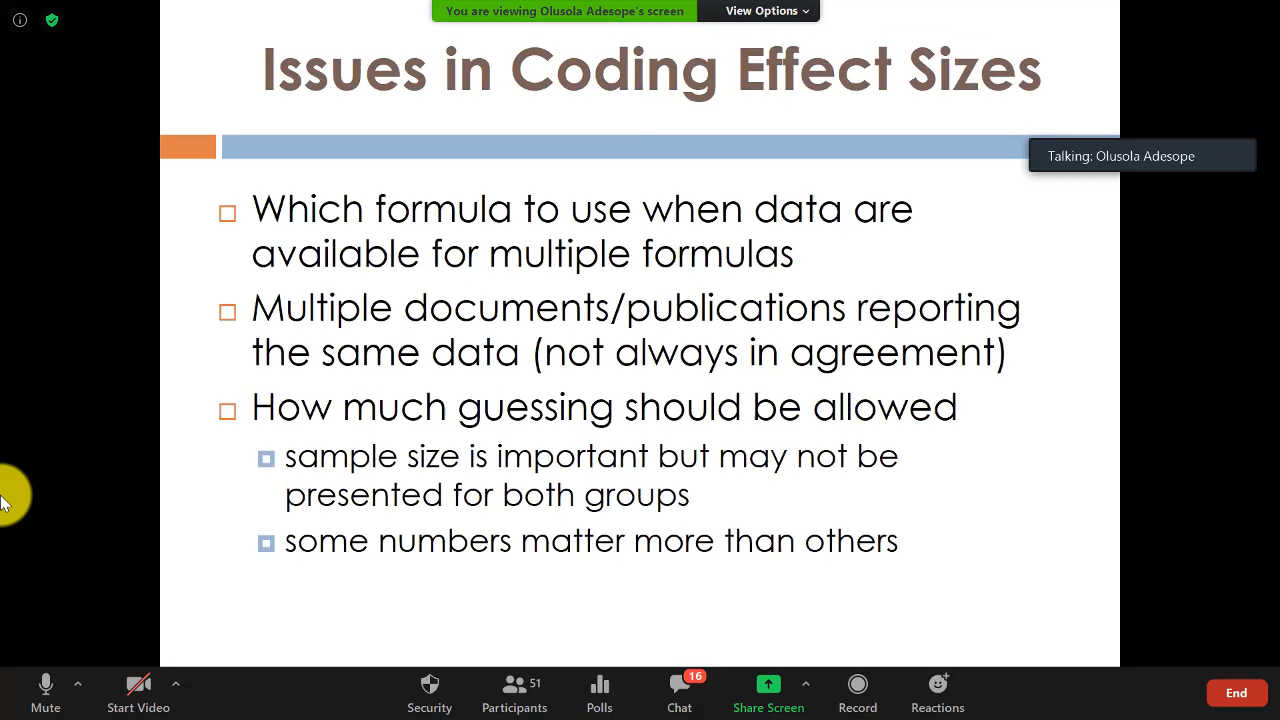 You are viewing Olusola Adesope's screen
View Options
Issues in Coding Effect Sizes
Talking: Olusola Adesope
Which formula to use when data are
available for multiple formulas
Multiple documents/publications reporting
the same data (not always in agreement)
How much guessing should be allowed
sample size is important but may not be
presented for both groups
some numbers matter more than others
Mute
Start Video
Security
Participants
51
Polls
Chat
16
Share Screen
Record
Reactions
End